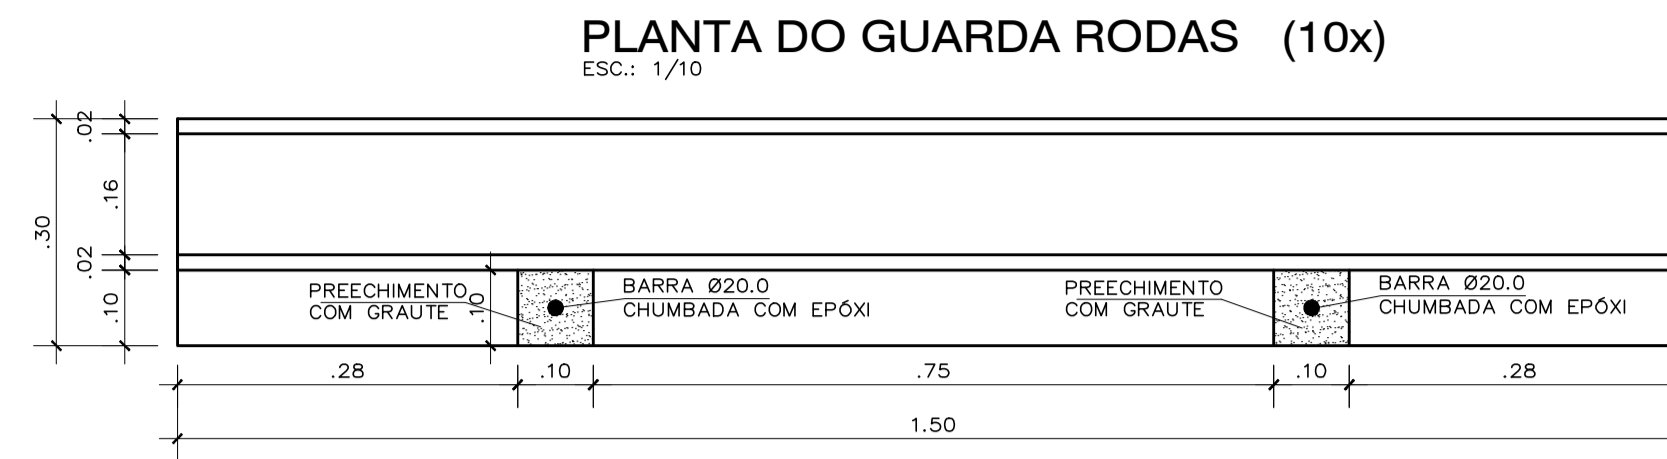 PLANTA DO GUARDA RODAS (10x)
ESC.: 1/10
.02
.16
.30
.02
.10
PREECHIMENTO
COM GRAUTE
.10
BARRA Ø20.0
CHUMBADA COM EPÓXI
PREECHIMENTO
COM GRAUTE
BARRA Ø20.0
CHUMBADA COM EPÓXI
.28
.10
.75
.10
.28
1.50